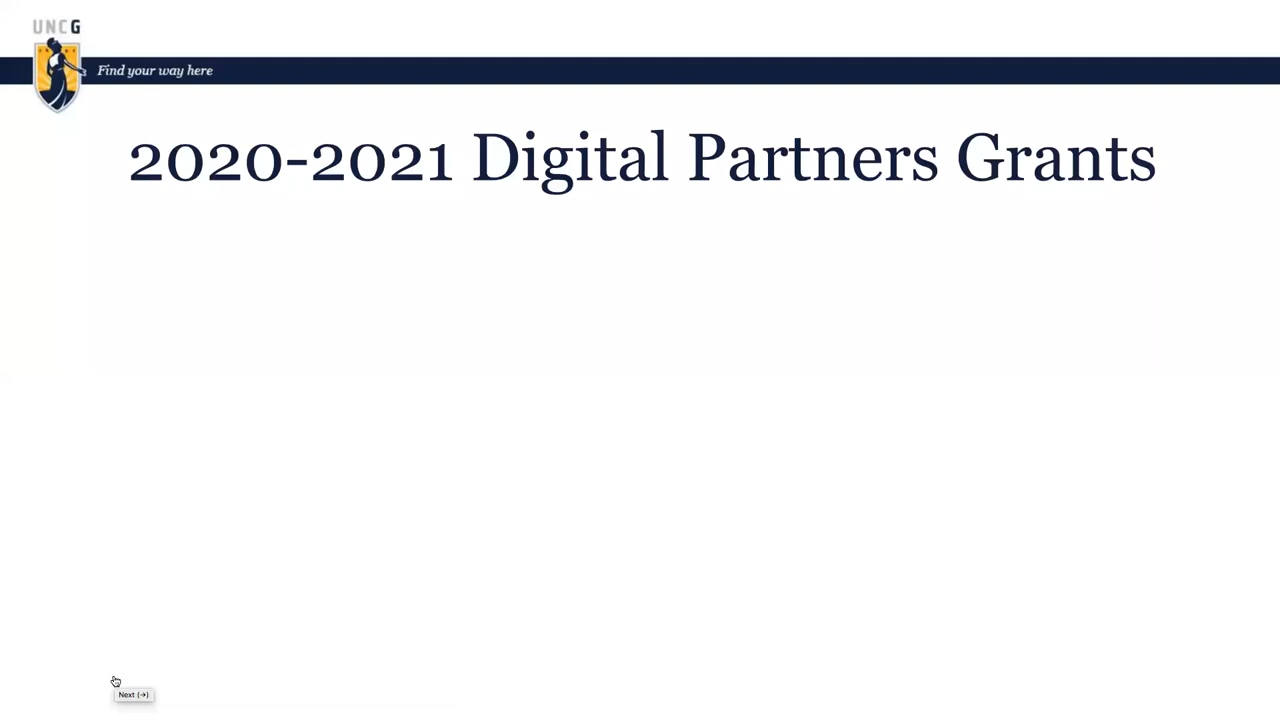 UNCG
Find your way here
2020-2021 Digital Partners Grants
Next (→)